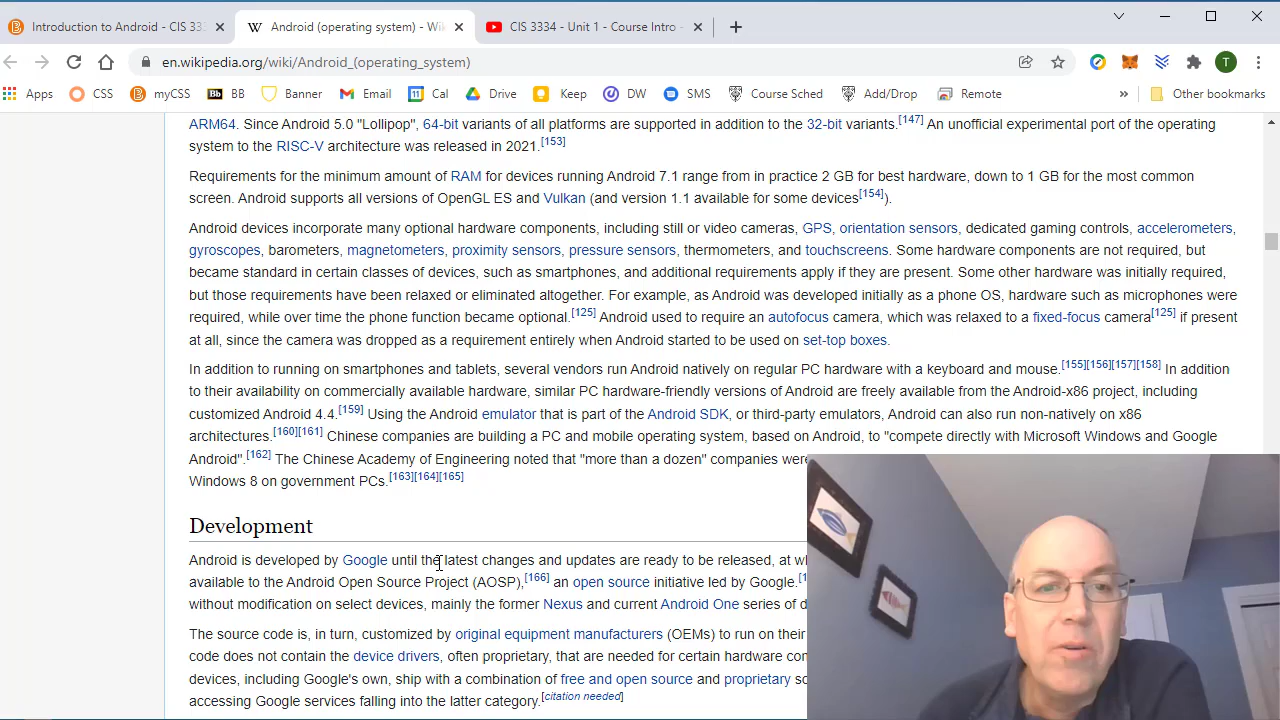 Introduction to Android - CIS 333
Android (operating system) - Wik
CIS 3334 - Unit 1 - Course Intro -
en.wikipedia.org/wiki/Android_(operating_system)
T
Apps CSS myCSS BB Banner Email Cal Drive Keep DW SMS Course Sched Add/Drop Remote » Other bookmarks
ARM64. Since Android 5.0 "Lollipop", 64-bit variants of all platforms are supported in addition to the 32-bit variants.[147] An unofficial experimental port of the operating
system to the RISC-V architecture was released in 2021.[153]
Requirements for the minimum amount of RAM for devices running Android 7.1 range from in practice 2 GB for best hardware, down to 1 GB for the most common
screen. Android supports all versions of OpenGL ES and Vulkan (and version 1.1 available for some devices[154]).
Android devices incorporate many optional hardware components, including still or video cameras, GPS, orientation sensors, dedicated gaming controls, accelerometers,
gyroscopes, barometers, magnetometers, proximity sensors, pressure sensors, thermometers, and touchscreens. Some hardware components are not required, but
became standard in certain classes of devices, such as smartphones, and additional requirements apply if they are present. Some other hardware was initially required,
but those requirements have been relaxed or eliminated altogether. For example, as Android was developed initially as a phone OS, hardware such as microphones were
required, while over time the phone function became optional.[125] Android used to require an autofocus camera, which was relaxed to a fixed-focus camera[125] if present
at all, since the camera was dropped as a requirement entirely when Android started to be used on set-top boxes.
In addition to running on smartphones and tablets, several vendors run Android natively on regular PC hardware with a keyboard and mouse.[155][156][157][158] In addition
to their availability on commercially available hardware, similar PC hardware-friendly versions of Android are freely available from the Android-x86 project, including
customized Android 4.4.[159] Using the Android emulator that is part of the Android SDK, or third-party emulators, Android can also run non-natively on x86
architectures.[160][161] Chinese companies are building a PC and mobile operating system, based on Android, to "compete directly with Microsoft Windows and Google
Android".[162] The Chinese Academy of Engineering noted that "more than a dozen" companies were
Windows 8 on government PCs.[163][164][165]
Development
Android is developed by Google until the latest changes and updates are ready to be released, at
available to the Android Open Source Project (AOSP),[166] an open source initiative led by Google.
without modification on select devices, mainly the former Nexus and current Android One series of
The source code is, in turn, customized by original equipment manufacturers (OEMs) to run on their
code does not contain the device drivers, often proprietary, that are needed for certain hardware
devices, including Google's own, ship with a combination of free and open source and proprietary
accessing Google services falling into the latter category.[citation needed]